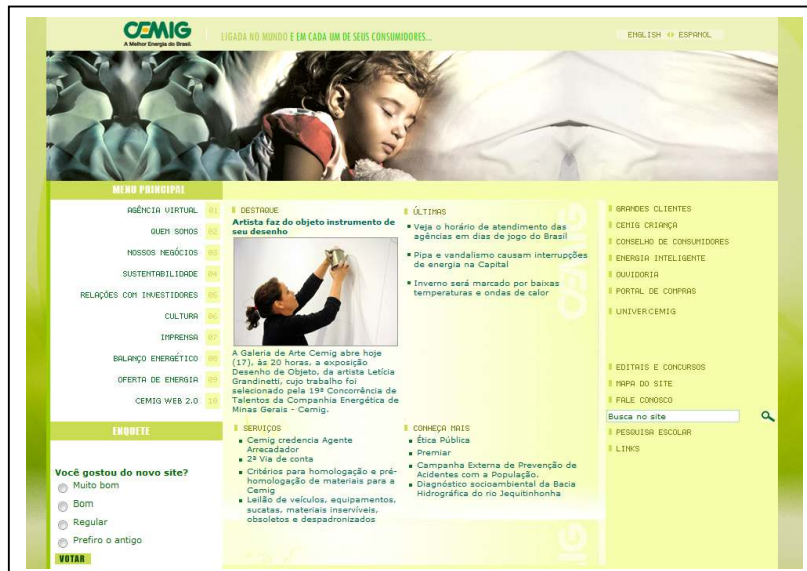 CEMIG
A Melhor Energia do Brasil.
LIGADA NO MUNDO E EM CADA UM DE SEUS CONSUMIDORES...
ENGLISH ESPANOL
MENU PRINCIPAL
AGÊNCIA VIRTUAL 01
QUEM SOMOS 02
NOSSOS NEGÓCIOS 03
SUSTENTABILIDADE 04
RELAÇÕES COM INVESTIDORES 05
CULTURA 06
IMPRENSA 07
BALANÇO ENERGÉTICO 08
OFERTA DE ENERGIA 09
CEMIG WEB 2.0 10
ENQUETE
Você gostou do novo site?
Muito bom
Bom
Regular
Prefiro o antigo
VOTAR
DESTAQUE
Artista faz do objeto instrumento de
seu desenho
A Galeria de Arte Cemig abre hoje
(17), às 20 horas, a exposição
Desenho de Objeto, da artista Letícia
Grandinetti, cujo trabalho foi
selecionado pela 19ª Concorrência de
Talentos da Companhia Energética de
Minas Gerais - Cemig.
ÚLTIMAS
Veja o horário de atendimento das
agências em dias de jogo do Brasil
Pipa e vandalismo causam interrupções
de energia na Capital
Inverno será marcado por baixas
temperaturas e ondas de calor
SERVIÇOS
Cemig credencia Agente
Arrecadador
2ª Via de conta
Critérios para homologação e pré-
homologação de materiais para a
Cemig
Leilão de veículos, equipamentos,
sucatas, materiais inservíveis,
obsoletos e despadronizados
CONHEÇA MAIS
Ética Pública
Premiar
Campanha Externa de Prevenção de
Acidentes com a População.
Diagnóstico socioambiental da Bacia
Hidrográfica do rio Jequitinhonha
GRANDES CLIENTES
CEMIG CRIANÇA
CONSELHO DE CONSUMIDORES
ENERGIA INTELIGENTE
OUVIDORIA
PORTAL DE COMPRAS
UNIVERCEMIG
EDITAIS E CONCURSOS
MAPA DO SITE
FALE CONOSCO
Busca no site
PESQUISA ESCOLAR
LINKS
CEMIG
CEMIG